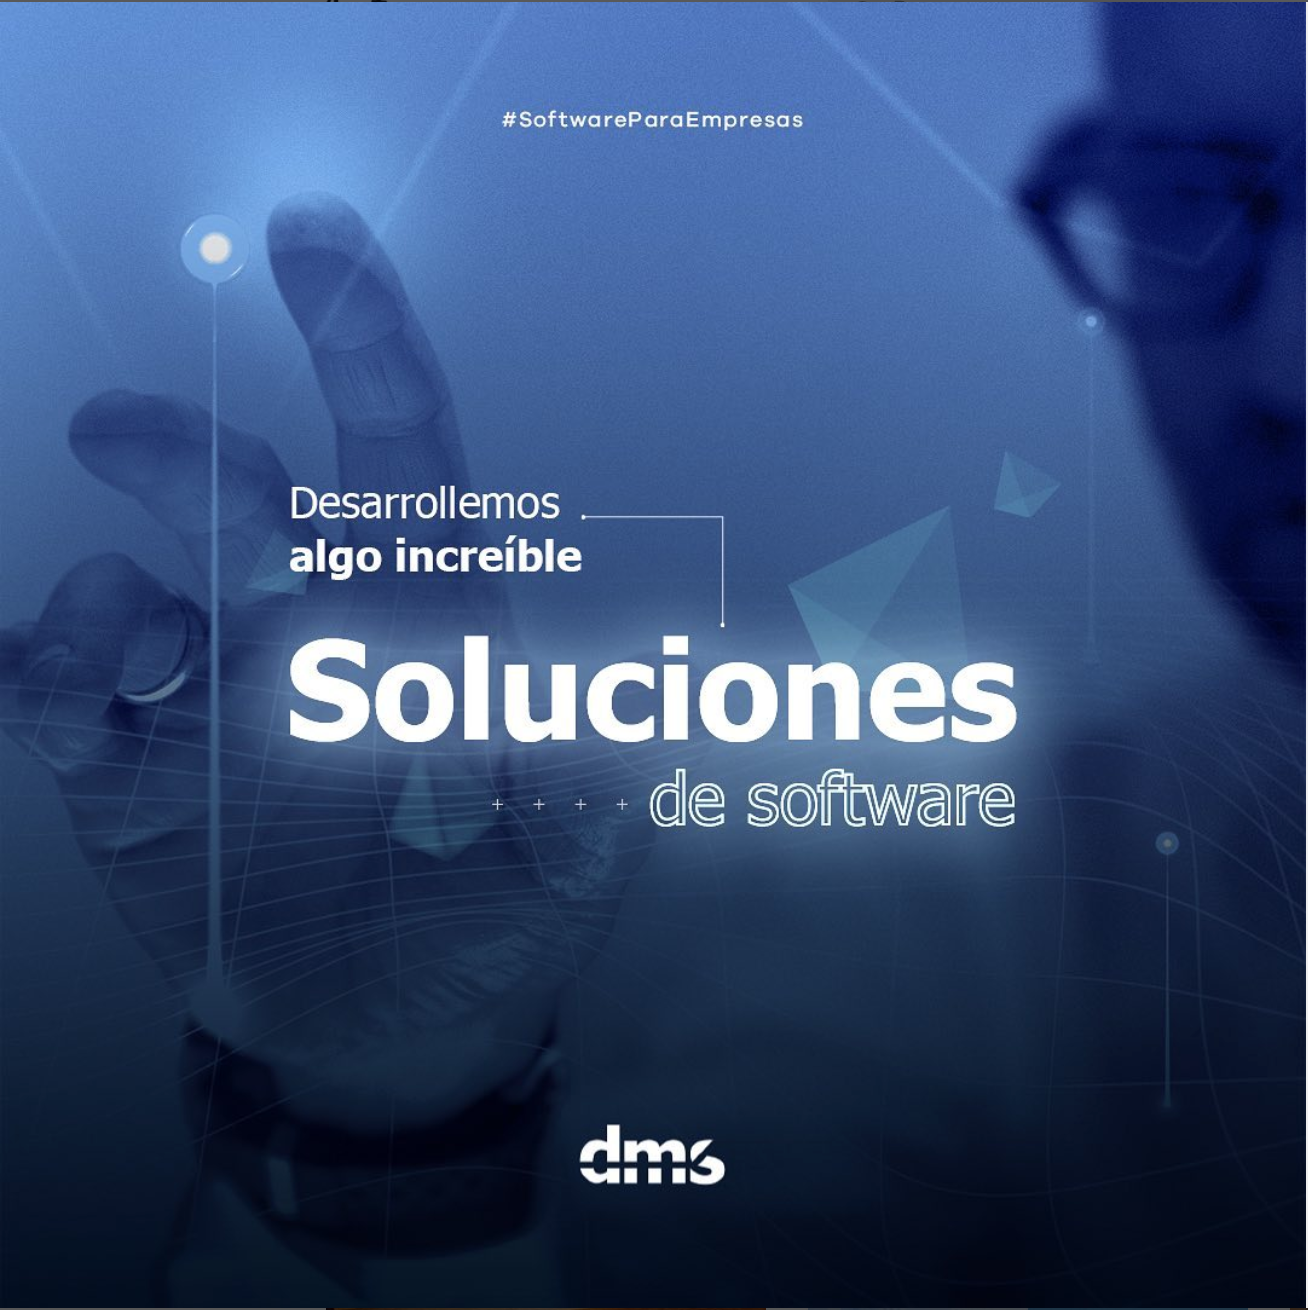 #SoftwareParaEmpresas
Desarrollemos
algo increíble
Soluciones
de software
dms